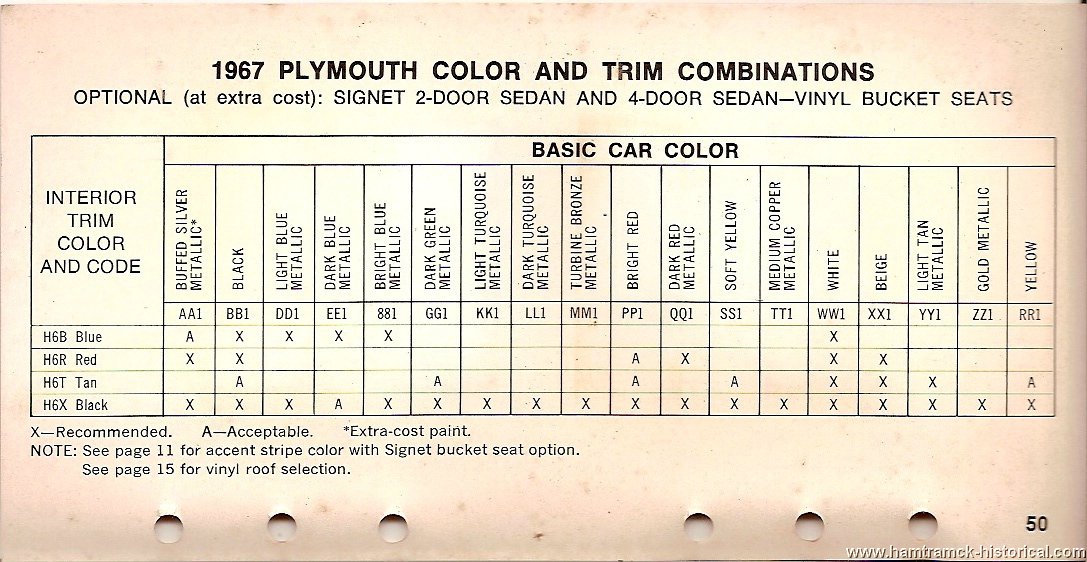 1967 PLYMOUTH COLOR AND TRIM COMBINATIONS
OPTIONAL (at extra cost): SIGNET 2-DOOR SEDAN AND 4-DOOR SEDAN—VINYL BUCKET SEATS
INTERIOR
TRIM
COLOR
AND CODE
BASIC CAR COLOR
BUFFED SILVER
METALLIC*
BLACK
LIGHT BLUE
METALLIC
DARK BLUE
METALLIC
BRIGHT BLUE
METALLIC
DARK GREEN
METALLIC
LIGHT TURQUOISE
METALLIC
DARK TURQUOISE
METALLIC
TURBINE BRONZE
METALLIC
BRIGHT RED
DARK RED
METALLIC
SOFT YELLOW
MEDIUM COPPER
METALLIC
WHITE
BEIGE
LIGHT TAN
METALLIC
GOLD METALLIC
YELLOW
AA1 BB1 DD1 EE1 881 GG1 KK1 LL1 MM1 PP1 QQ1 SS1 TT1 WW1 XX1 YY1 ZZ1 RR1
H6B Blue A X X X X X
H6R Red X X A X X X
H6T Tan A A A A X X X A
H6X Black X X X A X X X X X X X X X X X X X X
X—Recommended. A—Acceptable. *Extra-cost paint.
NOTE: See page 11 for accent stripe color with Signet bucket seat option.
See page 15 for vinyl roof selection.
50
www.hamtramck-historical.com